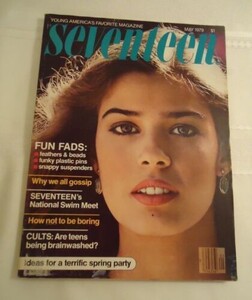 YOUNG AMERICA'S FAVORITE MAGAZINE
MAY 1979 $1
seventeen
FUN FADS:
feathers & beads
funky plastic pins
snappy suspenders
Why we all gossip
SEVENTEEN's
National Swim Meet
How not to be boring
CULTS: Are teens
being brainwashed?
Ideas for a terrific spring party